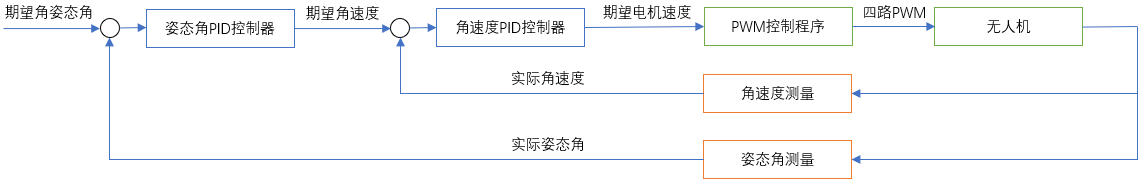 期望角姿态角
姿态角PID控制器
期望角速度
角速度PID控制器
期望电机速度
PWM控制程序
四路PWM
无人机
实际角速度
角速度测量
实际姿态角
姿态角测量